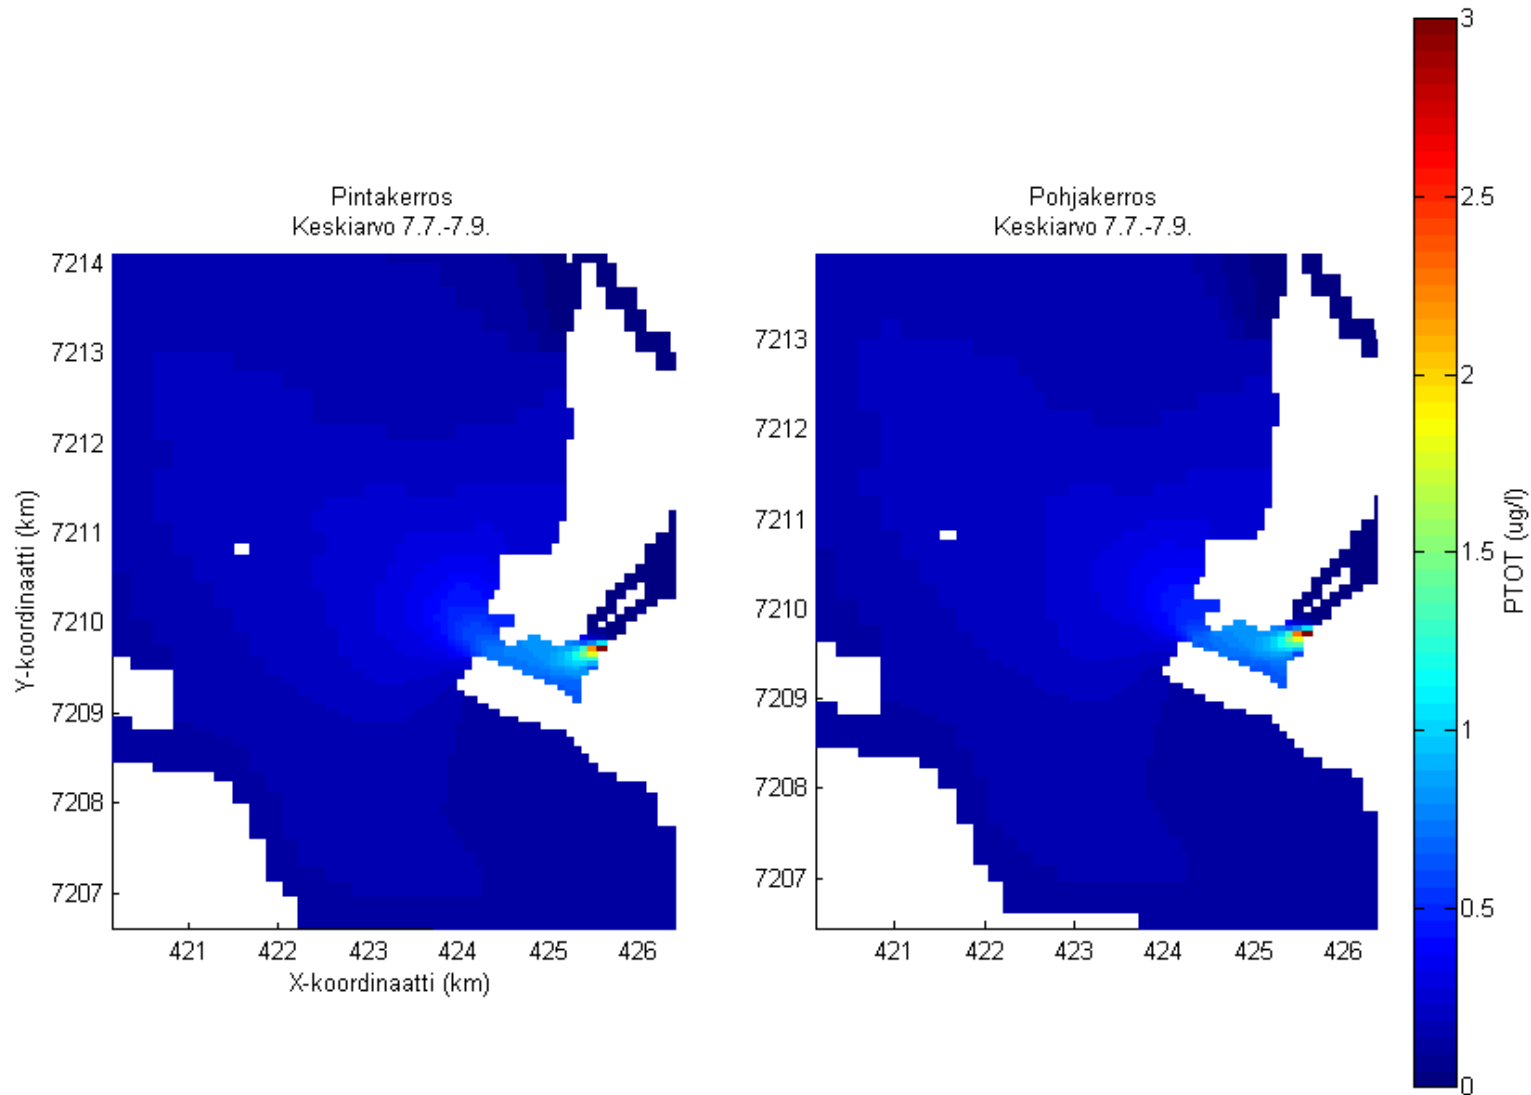 Pintakerros
Keskiarvo 7.7.-7.9.
7214
7213
7212
7211
7210
7209
7208
7207
Y-koordinaatti (km)
421 422 423 424 425 426
X-koordinaatti (km)
Pohjakerros
Keskiarvo 7.7.-7.9.
7213
7212
7211
7210
7209
7208
7207
421 422 423 424 425 426
3
2.5
2
1.5
1
0.5
0
PTOT (ug/l)